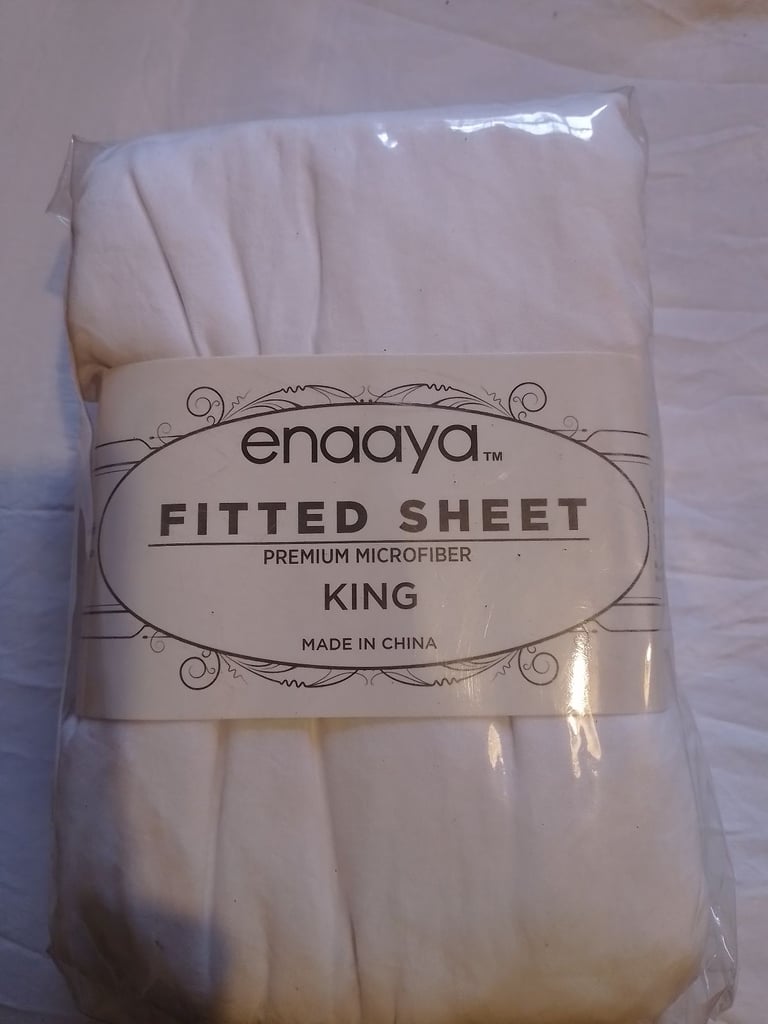 enaaya™
FITTED SHEET
PREMIUM MICROFIBER
KING
MADE IN CHINA